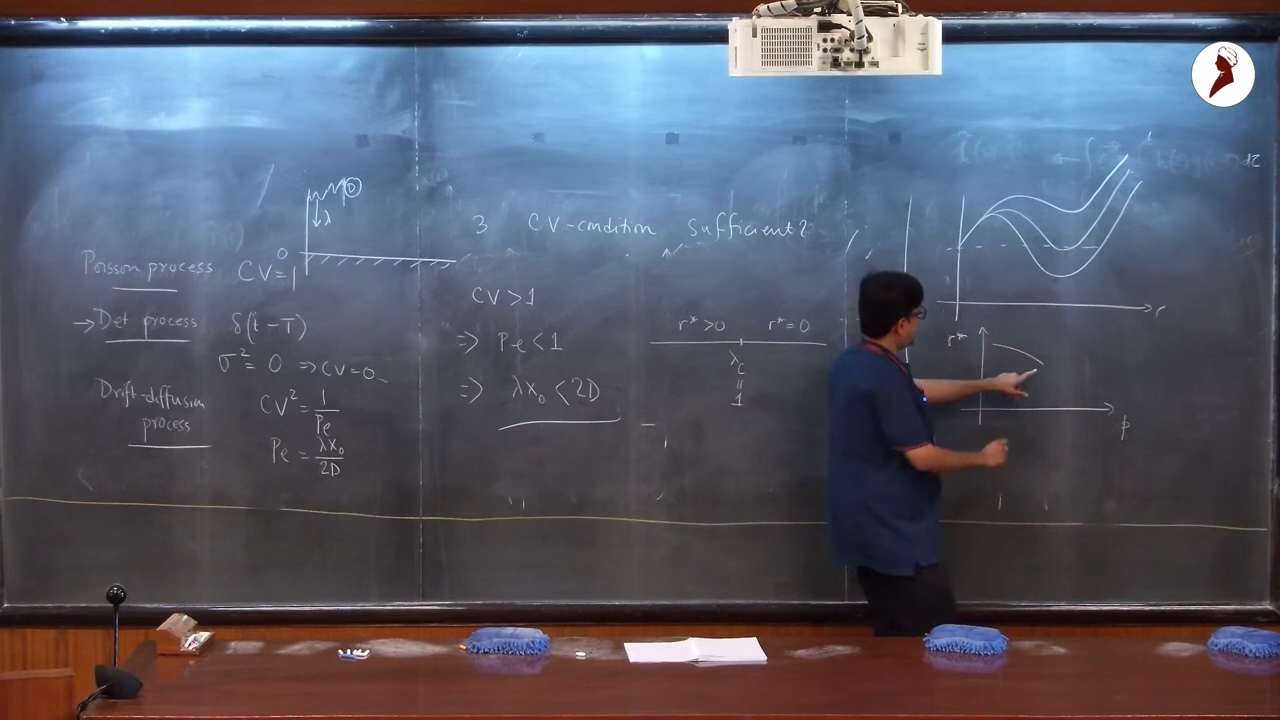 D
λ
0
Poisson process CV=1
→ Det process δ(t-T)
σ² = 0 ⇒ CV=0
Drift-diffusion
process
CV² = 1/Pe
Pe = λx₀/2D
3 CV-condition Sufficient?
CV>1
⇒ Pe<1
⇒ λx₀ < 2D
r*>0 r*=0
λc
=
1
r
r*
p